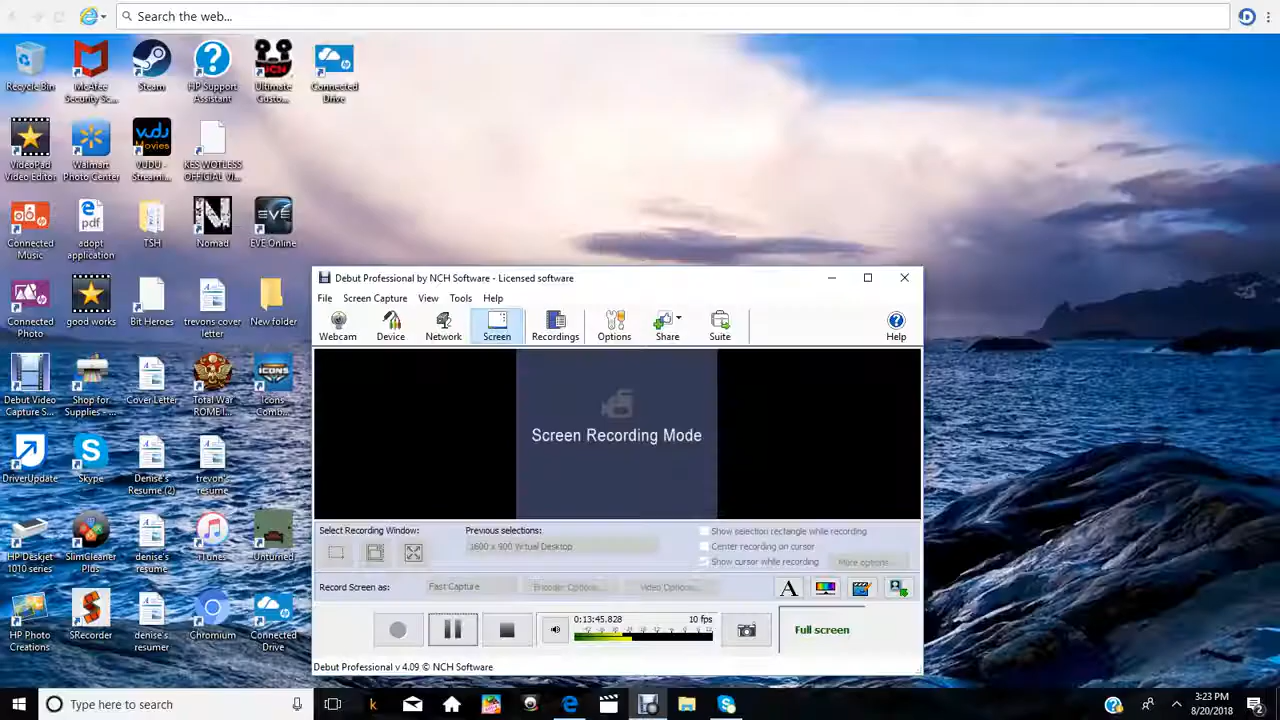 Search the web...
Recycle Bin
McAfee Security Sc...
Steam
HP Support Assistant
Ultimate Custo...
Connected Drive
VideoPad Video Editor
Walmart Photo Center
vudu Movies
VUDU - Streami...
KES WOTLESS OFFICIAL VI...
Connected Music
pdf
adopt application
TSH
Nomad
EVE
EVE Online
Connected Photo
good works
Bit Heroes
trevons cover letter
New folder
Debut Video Capture S...
Shop for Supplies - ...
Cover Letter
Total War ROME I...
ICONS
Icons - Comb...
DriverUpdate
Skype
Denise's Resume (2)
trevon's resume
HP Deskjet 1010 series
SlimCleaner Plus
denise's resume
iTunes
Unturned
HP Photo Creations
SRecorder
denise's resumer
Chromium
Connected Drive
Debut Professional by NCH Software - Licensed software
File Screen Capture View Tools Help
Webcam Device Network Screen Recordings Options Share Suite Help
Screen Recording Mode
Select Recording Window:
Previous selections:
1600 x 900 Virtual Desktop
Show selection rectangle while recording
Center recording on cursor
Show cursor while recording
More options...
Record Screen as:
Fast Capture
Encoder Options...
Video Options...
A
0:13:45.828
10 fps
Full screen
Debut Professional v 4.09 © NCH Software
Type here to search
3:23 PM
8/20/2018
2